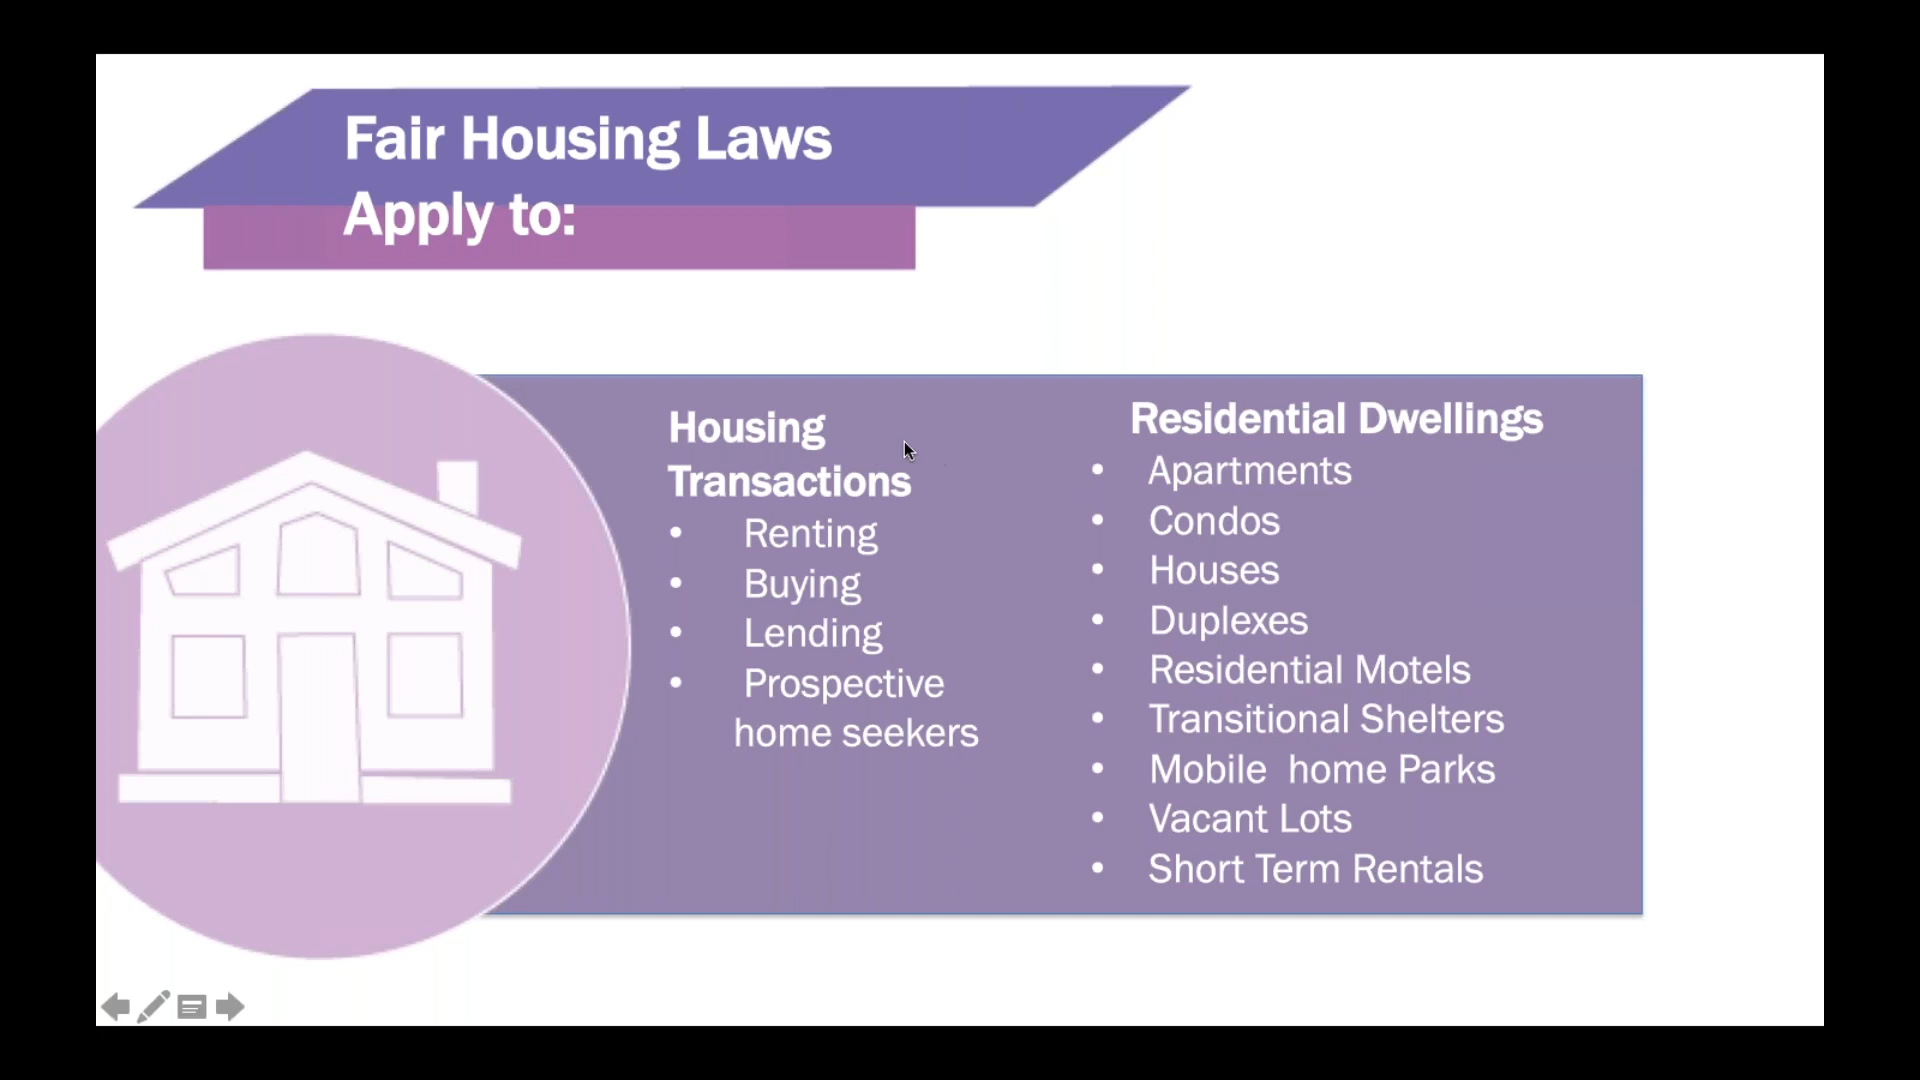 Fair Housing Laws
Apply to:
Housing
Transactions
• Renting
• Buying
• Lending
• Prospective
home seekers
Residential Dwellings
• Apartments
• Condos
• Houses
• Duplexes
• Residential Motels
• Transitional Shelters
• Mobile  home Parks
• Vacant Lots
• Short Term Rentals